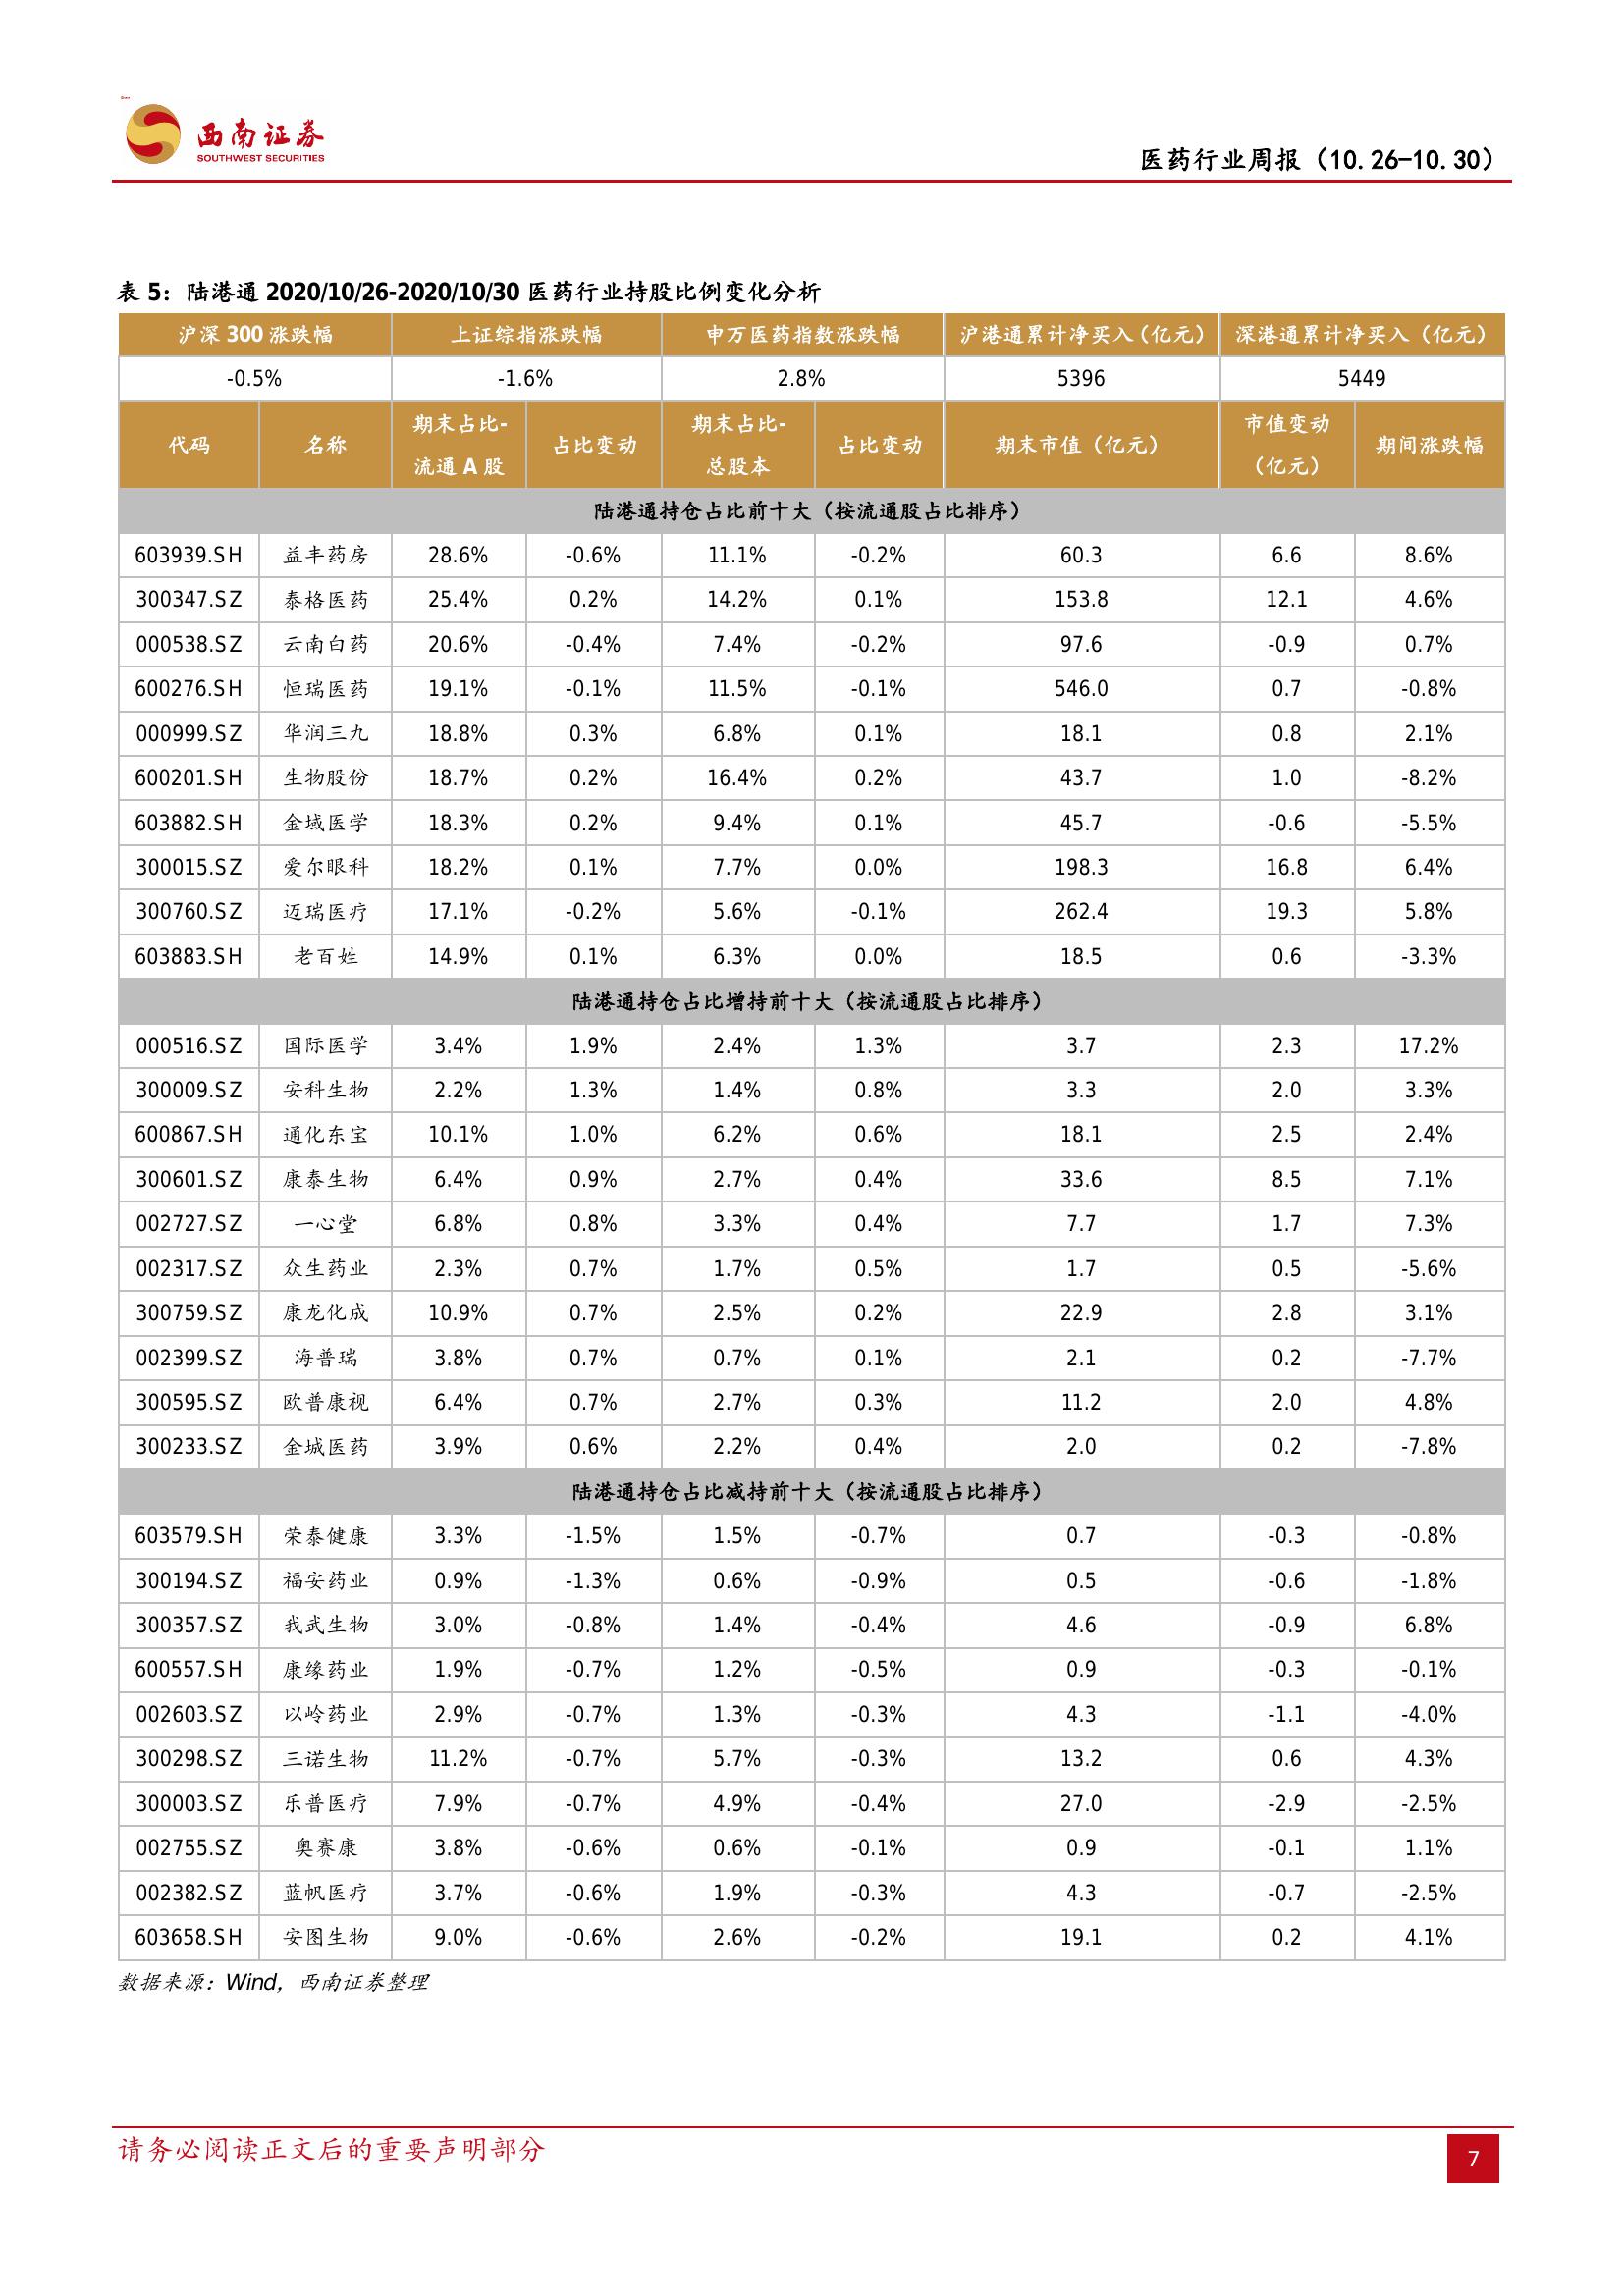 西南证券
SOUTHWEST SECURITIES
医药行业周报（10.26-10.30）
表 5：陆港通 2020/10/26-2020/10/30 医药行业持股比例变化分析
沪深 300 涨跌幅 上证综指涨跌幅 申万医药指数涨跌幅 沪港通累计净买入（亿元） 深港通累计净买入（亿元）
-0.5% -1.6% 2.8% 5396 5449
代码 名称 期末占比-流通 A 股 占比变动 期末占比-总股本 占比变动 期末市值（亿元） 市值变动（亿元） 期间涨跌幅
陆港通持仓占比前十大（按流通股占比排序）
603939.SH 益丰药房 28.6% -0.6% 11.1% -0.2% 60.3 6.6 8.6%
300347.SZ 泰格医药 25.4% 0.2% 14.2% 0.1% 153.8 12.1 4.6%
000538.SZ 云南白药 20.6% -0.4% 7.4% -0.2% 97.6 -0.9 0.7%
600276.SH 恒瑞医药 19.1% -0.1% 11.5% -0.1% 546.0 0.7 -0.8%
000999.SZ 华润三九 18.8% 0.3% 6.8% 0.1% 18.1 0.8 2.1%
600201.SH 生物股份 18.7% 0.2% 16.4% 0.2% 43.7 1.0 -8.2%
603882.SH 金域医学 18.3% 0.2% 9.4% 0.1% 45.7 -0.6 -5.5%
300015.SZ 爱尔眼科 18.2% 0.1% 7.7% 0.0% 198.3 16.8 6.4%
300760.SZ 迈瑞医疗 17.1% -0.2% 5.6% -0.1% 262.4 19.3 5.8%
603883.SH 老百姓 14.9% 0.1% 6.3% 0.0% 18.5 0.6 -3.3%
陆港通持仓占比增持前十大（按流通股占比排序）
000516.SZ 国际医学 3.4% 1.9% 2.4% 1.3% 3.7 2.3 17.2%
300009.SZ 安科生物 2.2% 1.3% 1.4% 0.8% 3.3 2.0 3.3%
600867.SH 通化东宝 10.1% 1.0% 6.2% 0.6% 18.1 2.5 2.4%
300601.SZ 康泰生物 6.4% 0.9% 2.7% 0.4% 33.6 8.5 7.1%
002727.SZ 一心堂 6.8% 0.8% 3.3% 0.4% 7.7 1.7 7.3%
002317.SZ 众生药业 2.3% 0.7% 1.7% 0.5% 1.7 0.5 -5.6%
300759.SZ 康龙化成 10.9% 0.7% 2.5% 0.2% 22.9 2.8 3.1%
002399.SZ 海普瑞 3.8% 0.7% 0.7% 0.1% 2.1 0.2 -7.7%
300595.SZ 欧普康视 6.4% 0.7% 2.7% 0.3% 11.2 2.0 4.8%
300233.SZ 金城医药 3.9% 0.6% 2.2% 0.4% 2.0 0.2 -7.8%
陆港通持仓占比减持前十大（按流通股占比排序）
603579.SH 荣泰健康 3.3% -1.5% 1.5% -0.7% 0.7 -0.3 -0.8%
300194.SZ 福安药业 0.9% -1.3% 0.6% -0.9% 0.5 -0.6 -1.8%
300357.SZ 我武生物 3.0% -0.8% 1.4% -0.4% 4.6 -0.9 6.8%
600557.SH 康缘药业 1.9% -0.7% 1.2% -0.5% 0.9 -0.3 -0.1%
002603.SZ 以岭药业 2.9% -0.7% 1.3% -0.3% 4.3 -1.1 -4.0%
300298.SZ 三诺生物 11.2% -0.7% 5.7% -0.3% 13.2 0.6 4.3%
300003.SZ 乐普医疗 7.9% -0.7% 4.9% -0.4% 27.0 -2.9 -2.5%
002755.SZ 奥赛康 3.8% -0.6% 0.6% -0.1% 0.9 -0.1 1.1%
002382.SZ 蓝帆医疗 3.7% -0.6% 1.9% -0.3% 4.3 -0.7 -2.5%
603658.SH 安图生物 9.0% -0.6% 2.6% -0.2% 19.1 0.2 4.1%
数据来源：Wind，西南证券整理
请务必阅读正文后的重要声明部分
7